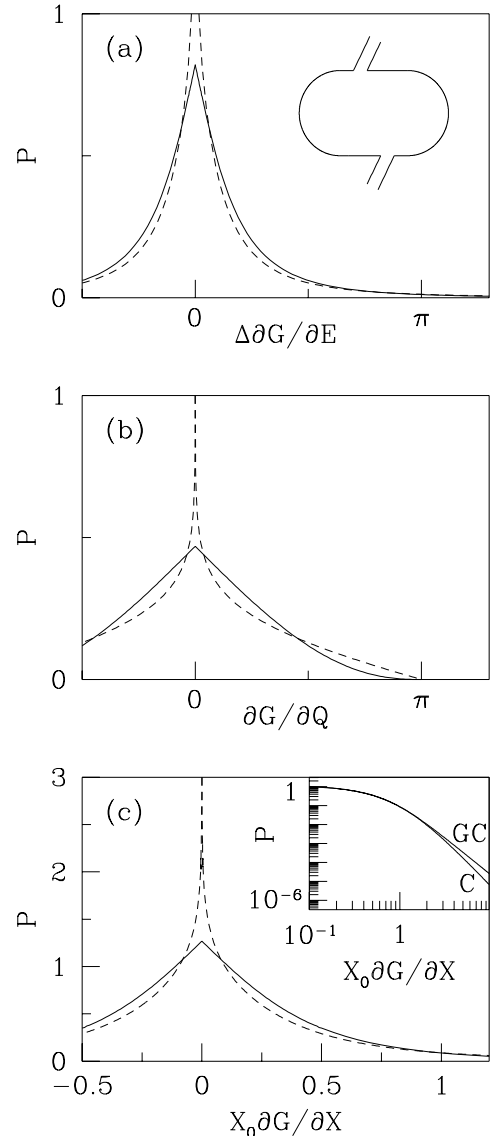 1
(a)
P
0
0
π
Δ∂G/∂E
1
(b)
P
0
0
π
∂G/∂Q
3
(c)
2
P
1
0
−0.5
0
0.5
1
X₀∂G/∂X
1
P
GC
C
10⁻⁶
10⁻¹
1
X₀∂G/∂X